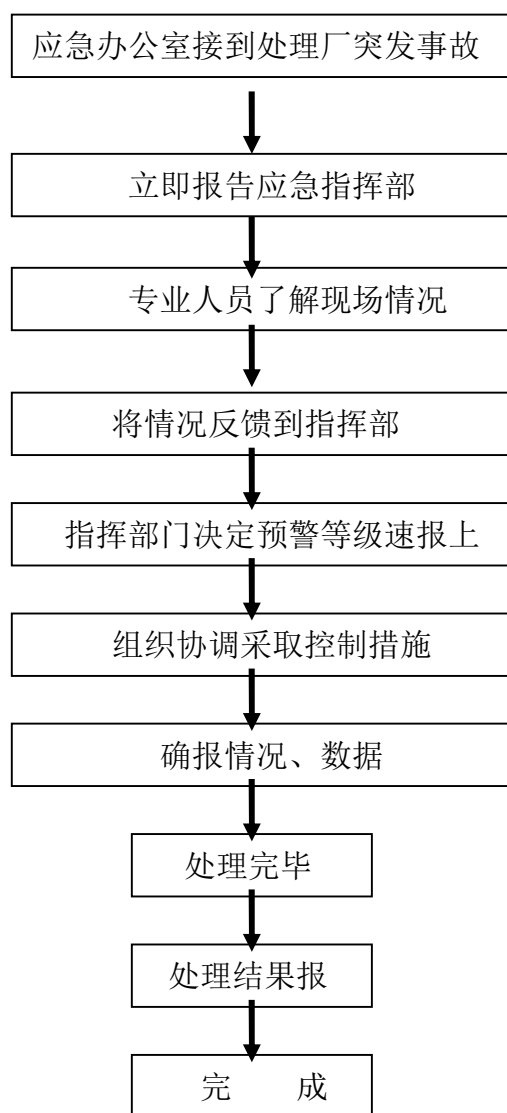 应急办公室接到处理厂突发事故
立即报告应急指挥部
专业人员了解现场情况
将情况反馈到指挥部
指挥部门决定预警等级速报上
组织协调采取控制措施
确报情况、数据
处理完毕
处理结果报
完 成